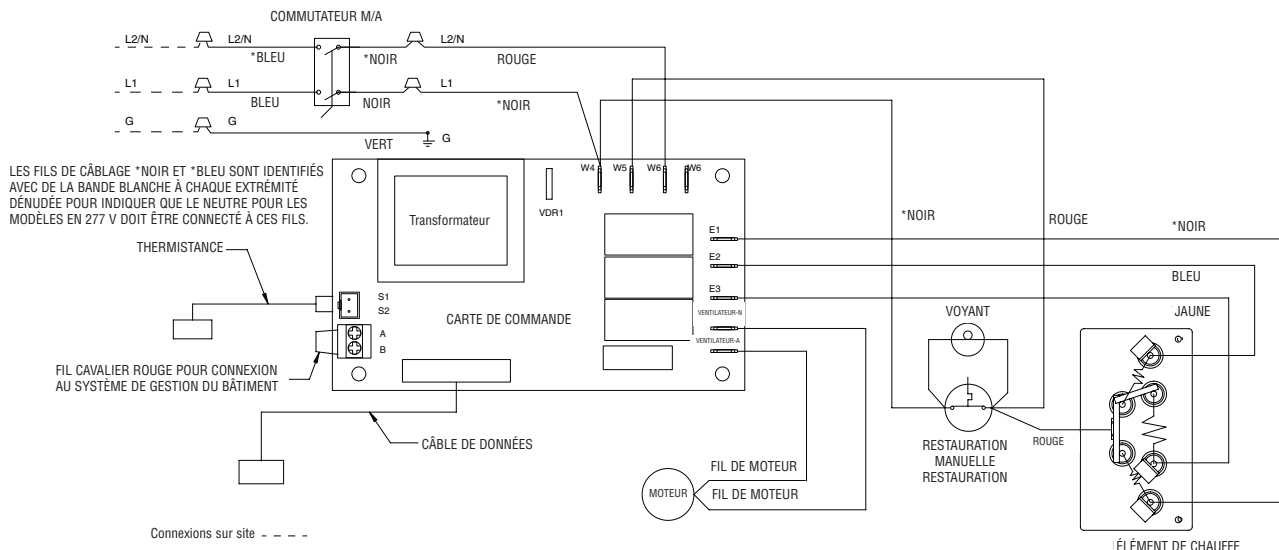 COMMUTATEUR M/A
L2/N L2/N L2/N
*BLEU *NOIR ROUGE
L1 L1 L1
BLEU NOIR *NOIR
G G G
VERT
LES FILS DE CÂBLAGE *NOIR ET *BLEU SONT IDENTIFIÉS
AVEC DE LA BANDE BLANCHE À CHAQUE EXTRÉMITÉ
DÉNUDÉE POUR INDIQUER QUE LE NEUTRE POUR LES
MODÈLES EN 277 V DOIT ÊTRE CONNECTÉ À CES FILS.
W4 W5 W6 W6
Transformateur
VDR1
*NOIR ROUGE *NOIR
E1
E2
BLEU
E3
THERMISTANCE
S1
S2
CARTE DE COMMANDE
VENTILATEUR-N
VENTILATEUR-A
VOYANT
JAUNE
A
B
FIL CAVALIER ROUGE POUR CONNEXION
AU SYSTÈME DE GESTION DU BÂTIMENT
CÂBLE DE DONNÉES
RESTAURATION
MANUELLE
RESTAURATION
ROUGE
FIL DE MOTEUR
FIL DE MOTEUR
MOTEUR
Connexions sur site
ÉLÉMENT DE CHAUFFE